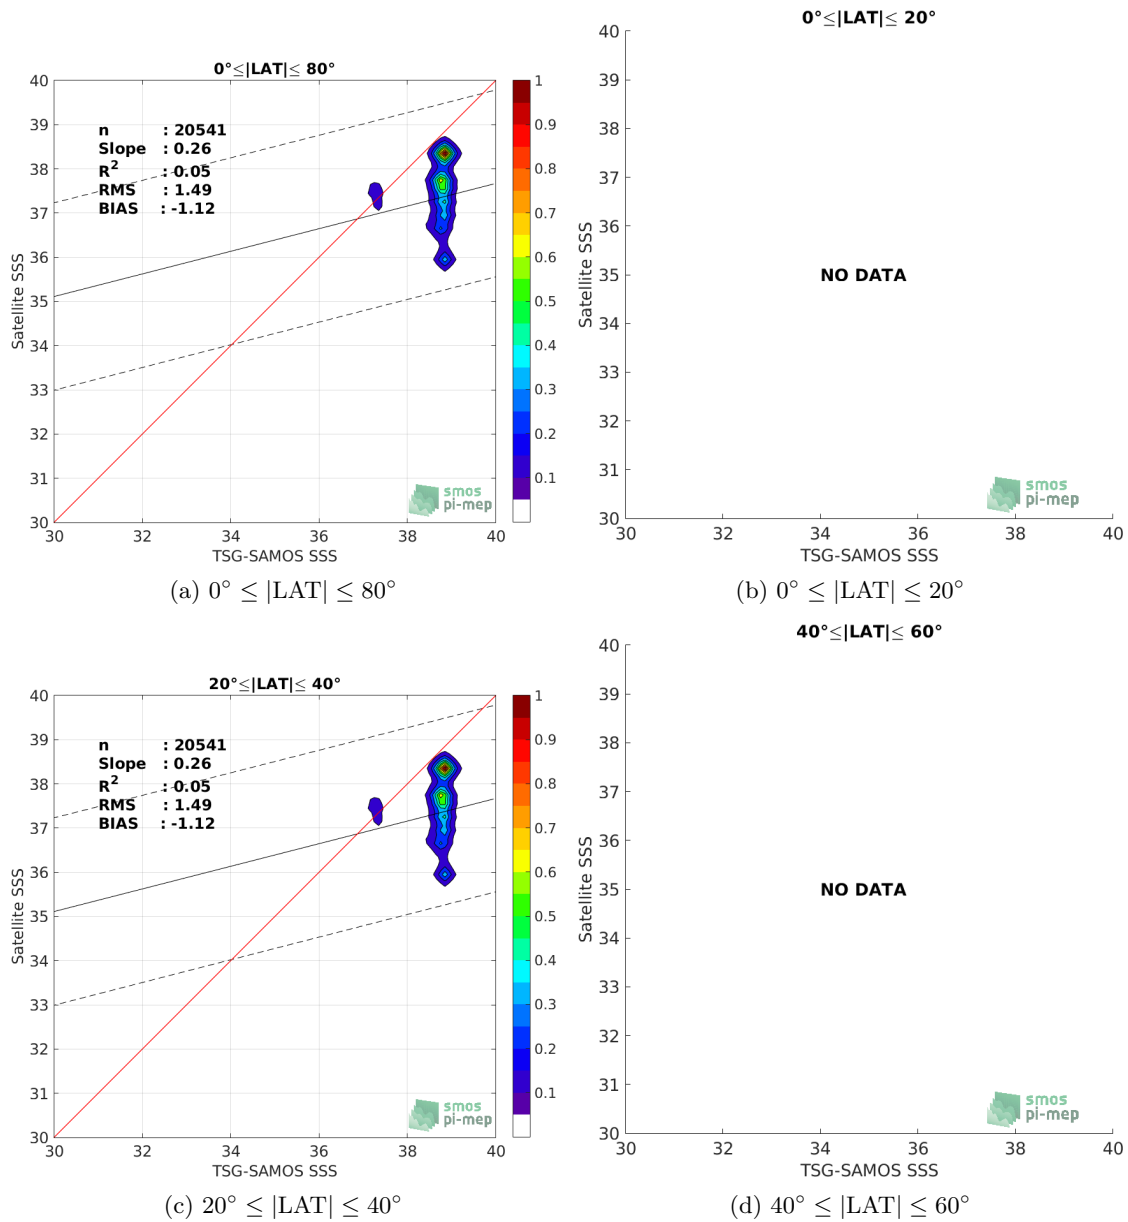 0°≤|LAT|≤ 80°
n : 20541
Slope : 0.26
R2 : 0.05
RMS : 1.49
BIAS : -1.12
40
39
38
37
36
35
34
33
32
31
30
Satellite SSS
30 32 34 36 38 40
TSG-SAMOS SSS
1
0.9
0.8
0.7
0.6
0.5
0.4
0.3
0.2
0.1
smos
pi-mep
(a) 0° ≤ |LAT| ≤ 80°
0°≤|LAT|≤ 20°
40
39
38
37
36
35
34
33
32
31
30
Satellite SSS
NO DATA
30 32 34 36 38 40
TSG-SAMOS SSS
smos
pi-mep
(b) 0° ≤ |LAT| ≤ 20°
20°≤|LAT|≤ 40°
n : 20541
Slope : 0.26
R2 : 0.05
RMS : 1.49
BIAS : -1.12
40
39
38
37
36
35
34
33
32
31
30
Satellite SSS
30 32 34 36 38 40
TSG-SAMOS SSS
1
0.9
0.8
0.7
0.6
0.5
0.4
0.3
0.2
0.1
smos
pi-mep
(c) 20° ≤ |LAT| ≤ 40°
40°≤|LAT|≤ 60°
40
39
38
37
36
35
34
33
32
31
30
Satellite SSS
NO DATA
30 32 34 36 38 40
TSG-SAMOS SSS
smos
pi-mep
(d) 40° ≤ |LAT| ≤ 60°